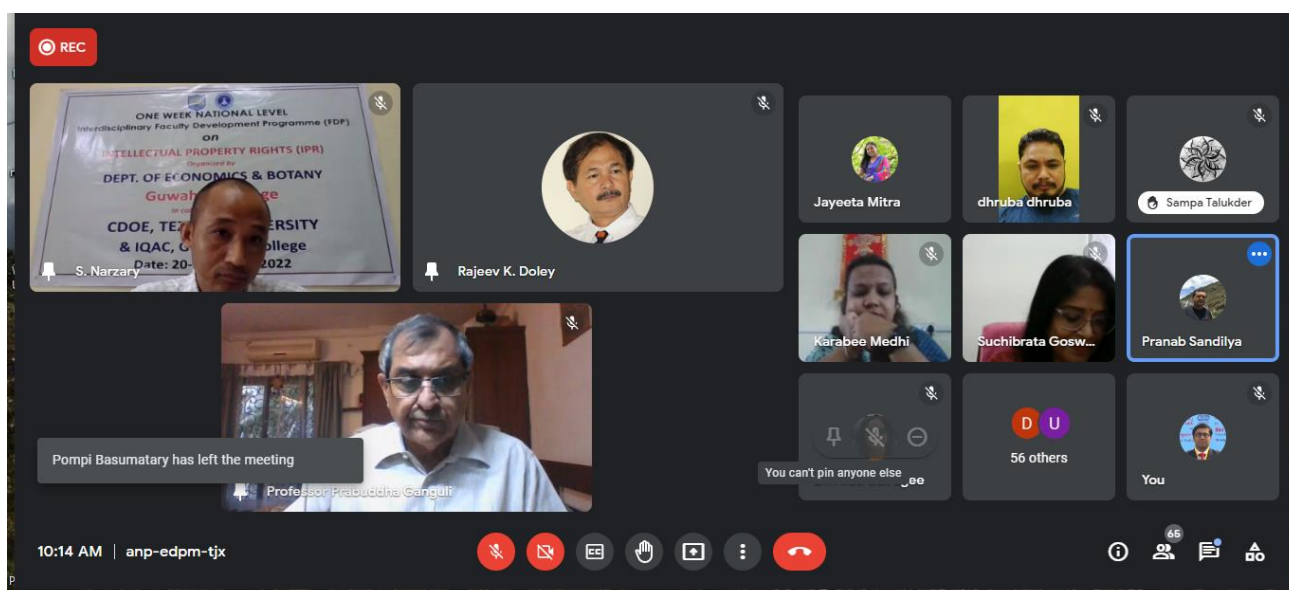 REC
ONE WEEK NATIONAL LEVEL
Interdisciplinary Faculty Development Programme (FDP)
on
INTELLECTUAL PROPERTY RIGHTS (IPR)
Organized by
DEPT. OF ECONOMICS & BOTANY
CDOE,
& IQAC,
Date: 20-
2022
S. Narzary
Rajeev K. Doley
Jayeeta Mitra
dhruba dhruba
Sampa Talukder
Karabee Medhi
Suchibrata Gosw...
Pranab Sandilya
Pompi Basumatary has left the meeting
Professor Prabuddha Ganguli
You can't pin anyone else
D U
56 others
You
10:14 AM | anp-edpm-tjx
CC
65